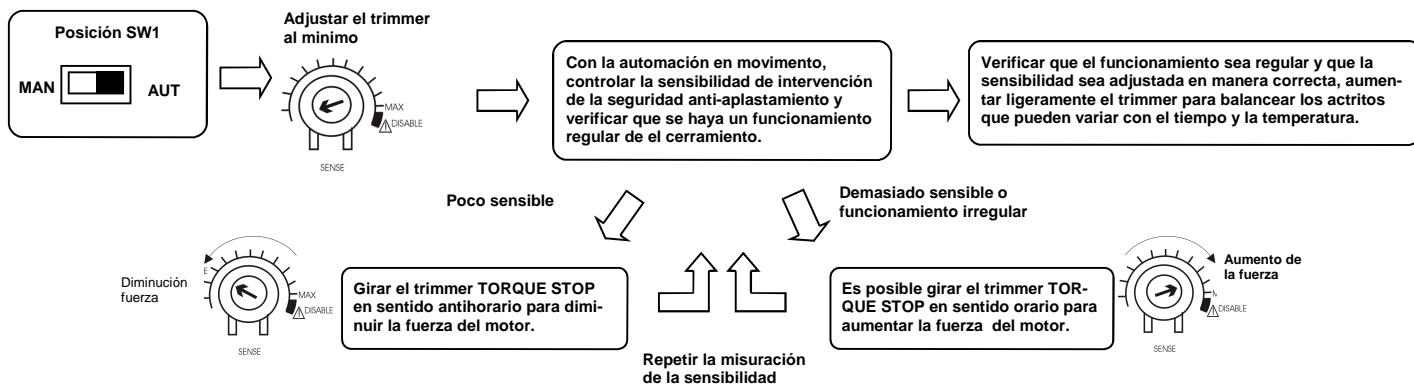 Posición SW1
MAN
AUT
Adjustar el trimmer
al minimo
MAX
DISABLE
SENSE
Con la automación en movimento,
controlar la sensibilidad de intervención
de la seguridad anti-aplastamiento y
verificar que se haya un funcionamiento
regular de el cerramiento.
Verificar que el funcionamiento sea regular y que la
sensibilidad sea adjustada en manera correcta, aumen-
tar ligeramente el trimmer para balancear los actritos
que pueden variar con el tiempo y la temperatura.
Poco sensible
Demasiado sensible o
funcionamiento irregular
Diminución
fuerza
E
MAX
DISABLE
SENSE
Girar el trimmer TORQUE STOP
en sentido antihorario para dimi-
nuir la fuerza del motor.
Es posible girar el trimmer TOR-
QUE STOP en sentido orario para
aumentar la fuerza del motor.
Aumento de
la fuerza
DISABLE
SENSE
Repetir la misuración
de la sensibilidad